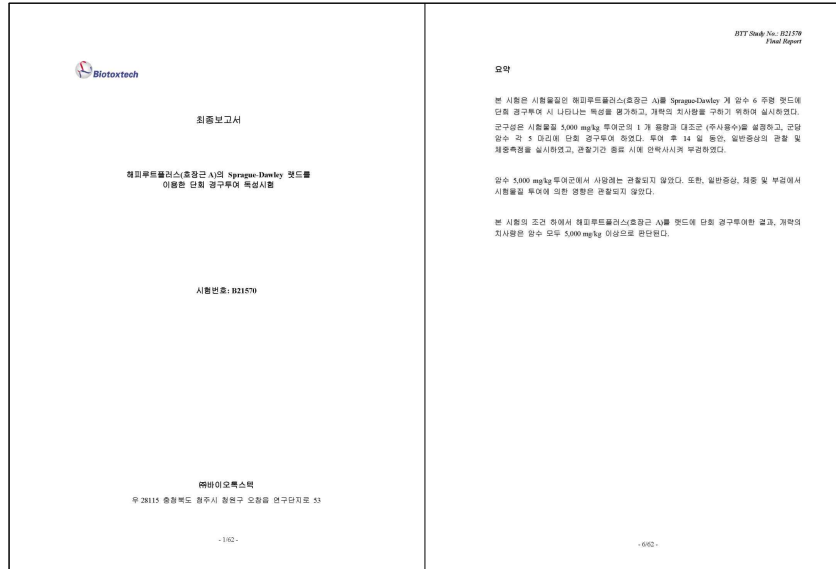 Biotoxtech
최종보고서
해피루트플러스(호장근 A)의 Sprague-Dawley 랫드를
이용한 단회 경구투여 독성시험
시험번호: B21570
㈜바이오톡스텍
우 28115 충청북도 청주시 청원구 오창읍 연구단지로 53
- 1/62 -
BTT Study No.: B21570
Final Report
요약
본 시험은 시험물질인 해피루트플러스(호장근 A)를 Sprague-Dawley 계 암수 6 주령 랫드에
단회 경구투여 시 나타나는 독성을 평가하고, 개략의 치사량을 구하기 위하여 실시하였다.
군구성은 시험물질 5,000 mg/kg 투여군의 1 개 용량과 대조군 (주사용수)을 설정하고, 군당
암수 각 5 마리에 단회 경구투여 하였다. 투여 후 14 일 동안, 일반증상의 관찰 및
체중측정을 실시하였고, 관찰기간 종료 시에 안락사시켜 부검하였다.
암수 5,000 mg/kg 투여군에서 사망례는 관찰되지 않았다. 또한, 일반증상, 체중 및 부검에서
시험물질 투여에 의한 영향은 관찰되지 않았다.
본 시험의 조건 하에서 해피루트플러스(호장근 A)를 랫드에 단회 경구투여한 결과, 개략의
치사량은 암수 모두 5,000 mg/kg 이상으로 판단된다.
- 6/62 -